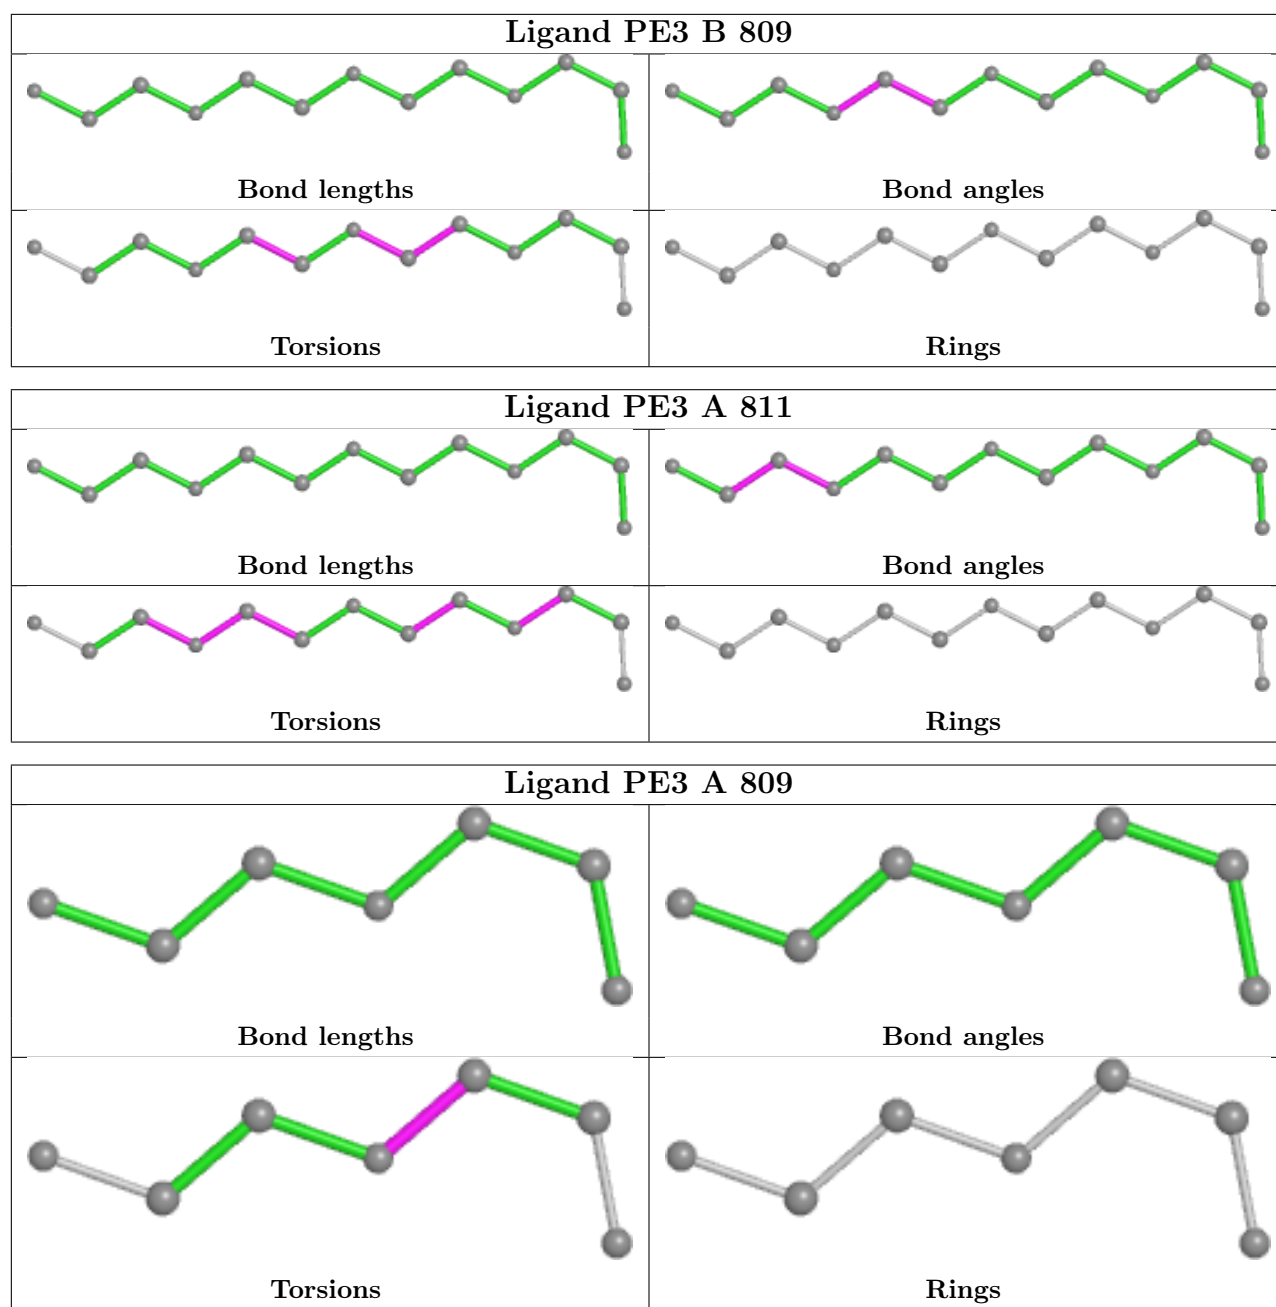 Ligand PE3 B 809
Bond lengths
Bond angles
Torsions
Rings
Ligand PE3 A 811
Bond lengths
Bond angles
Torsions
Rings
Ligand PE3 A 809
Bond lengths
Bond angles
Torsions
Rings